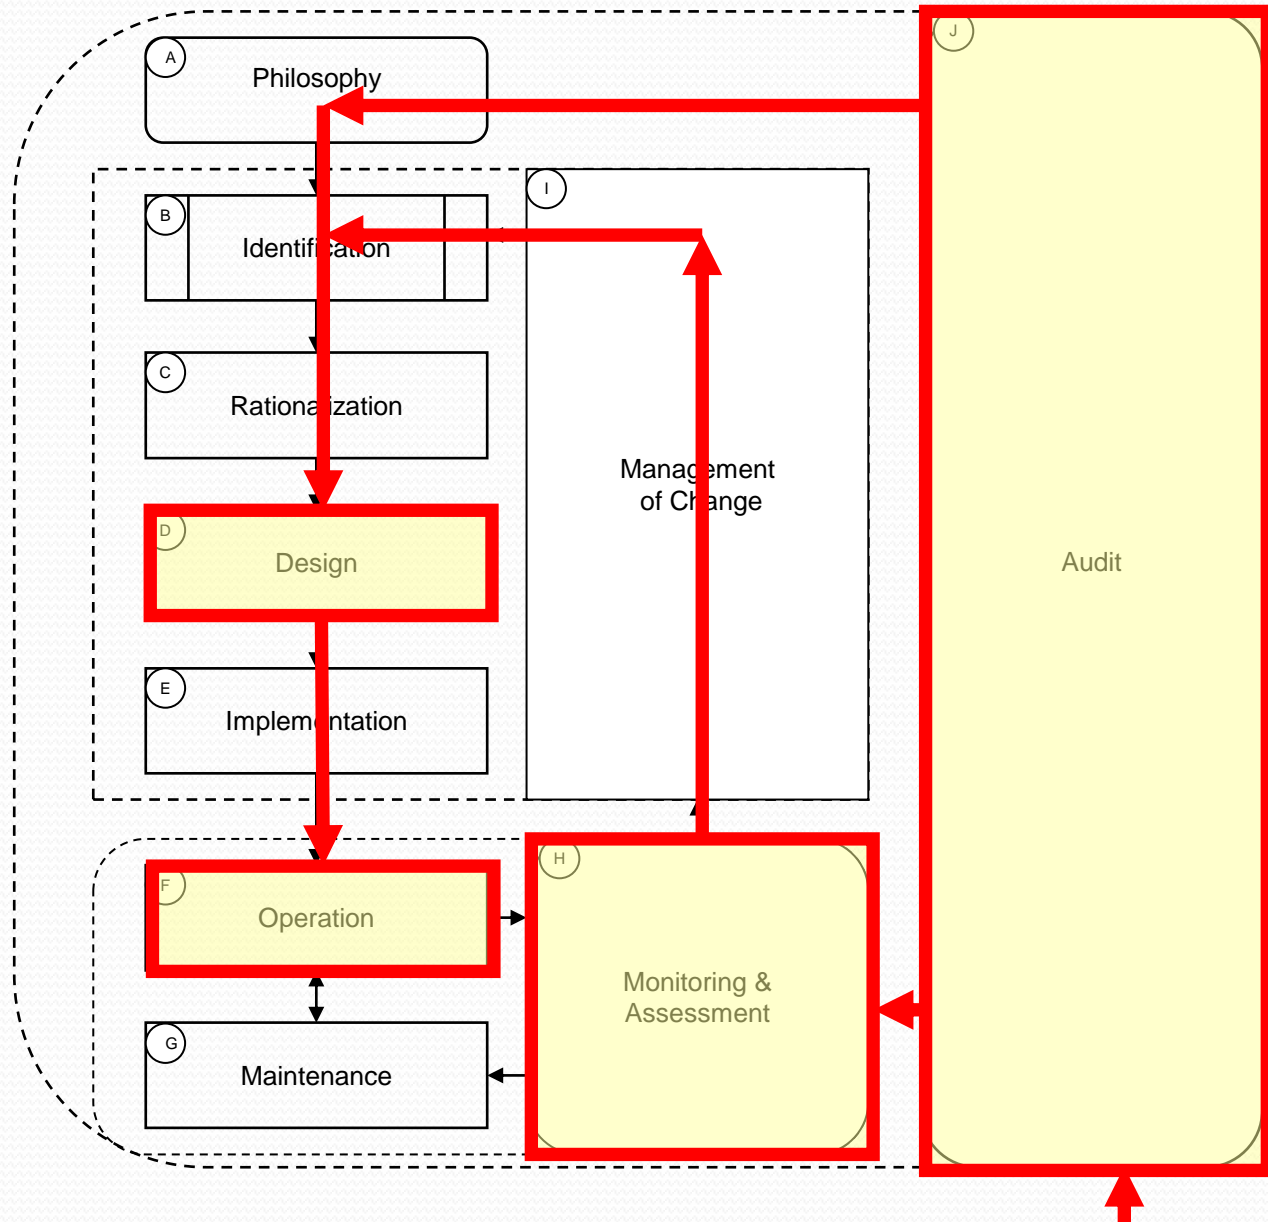 A
Philosophy
B
Identification
C
Rationalization
D
Design
E
Implementation
F
Operation
G
Maintenance
H
Monitoring &
Assessment
I
Management
of Change
J
Audit